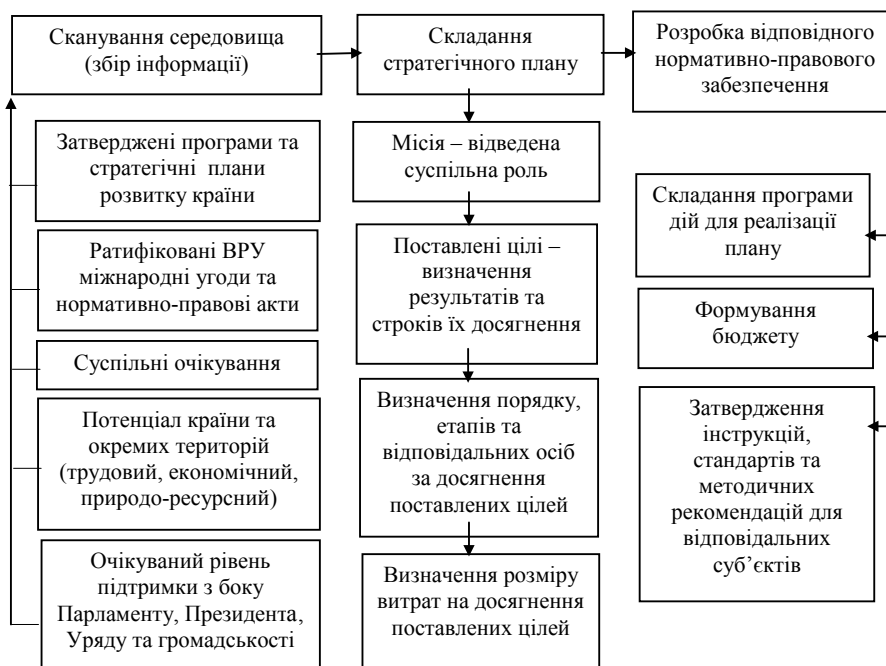 Сканування середовища
(збір інформації)
Складання
стратегічного плану
Розробка відповідного
нормативно-правового
забезпечення
Затверджені програми та
стратегічні плани
розвитку країни
Ратифіковані ВРУ
міжнародні угоди та
нормативно-правові акти
Суспільні очікування
Потенціал країни та
окремих територій
(трудовий, економічний,
природо-ресурсний)
Очікуваний рівень
підтримки з боку
Парламенту, Президента,
Уряду та громадськості
Місія – відведена
суспільна роль
Поставлені цілі –
визначення
результатів та
строків їх досягнення
Визначення порядку,
етапів та
відповідальних осіб
за досягнення
поставлених цілей
Визначення розміру
витрат на досягнення
поставлених цілей
Складання програми
дій для реалізації
плану
Формування
бюджету
Затвердження
інструкцій,
стандартів та
методичних
рекомендацій для
відповідальних
суб’єктів